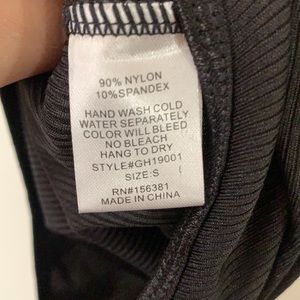 90% NYLON
10%SPANDEX
HAND WASH COLD
WATER SEPARATELY
COLOR WILL BLEED
NO BLEACH
HANG TO DRY
STYLE#GH19001
SIZE:S
RN#156381
MADE IN CHINA